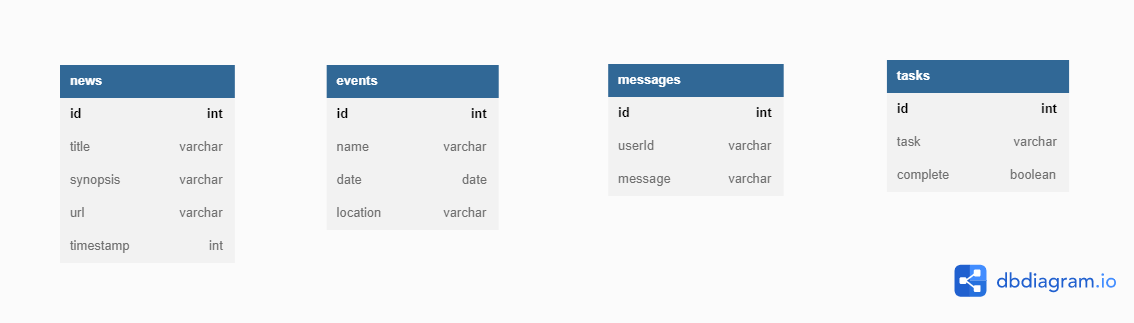 news
id int
title varchar
synopsis varchar
url varchar
timestamp int
events
id int
name varchar
date date
location varchar
messages
id int
userId varchar
message varchar
tasks
id int
task varchar
complete boolean
dbdiagram.io